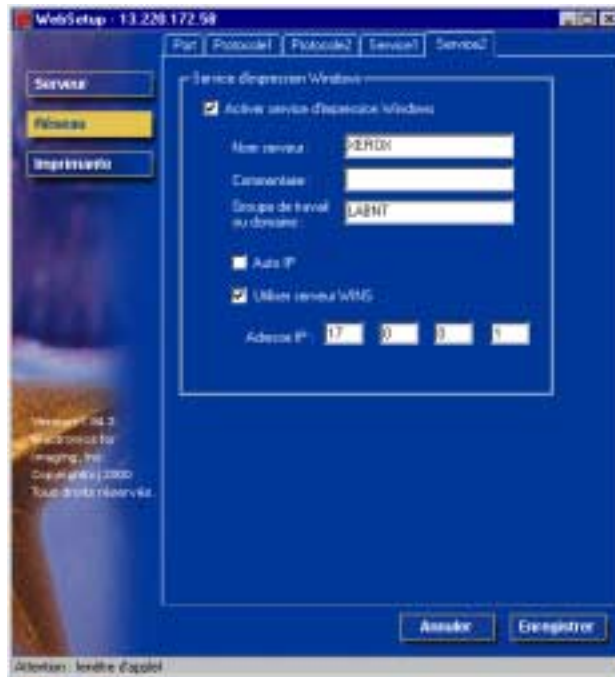 WebSetup - 13.220.172.58
Port
Protocole1
Protocole2
Service1
Service2
Serveur
Réseau
Imprimante
Service d'impression Windows
Activer service d'impression Windows
Nom serveur :
XEROX
Commentaire :
Groupe de travail
ou domaine :
LABNT
Auto IP
Utiliser serveur WINS
Adresse IP :
17
0
0
1
Electronics for
Imaging, Inc.
Copyright(c) 2000
Tous droits réservés.
Annuler
Enregistrer
Attention : fenêtre d'applet